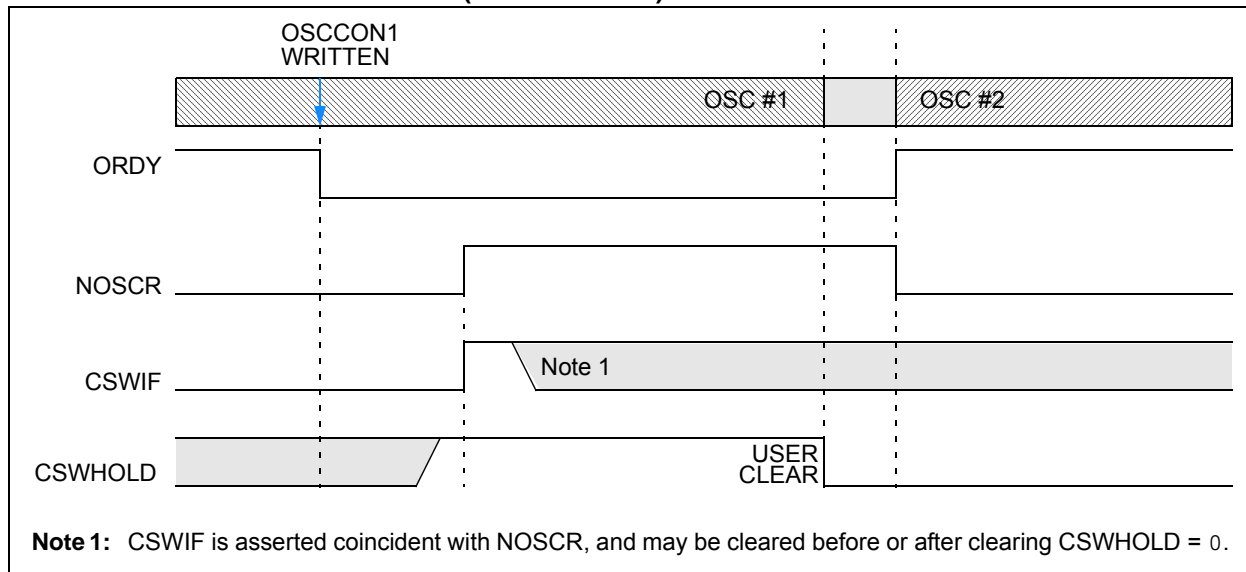 OSCCON1
WRITTEN
OSC #1
OSC #2
ORDY
NOSCR
CSWIF
Note 1
CSWHOLD
USER
CLEAR
Note 1: CSWIF is asserted coincident with NOSCR, and may be cleared before or after clearing CSWHOLD = 0.